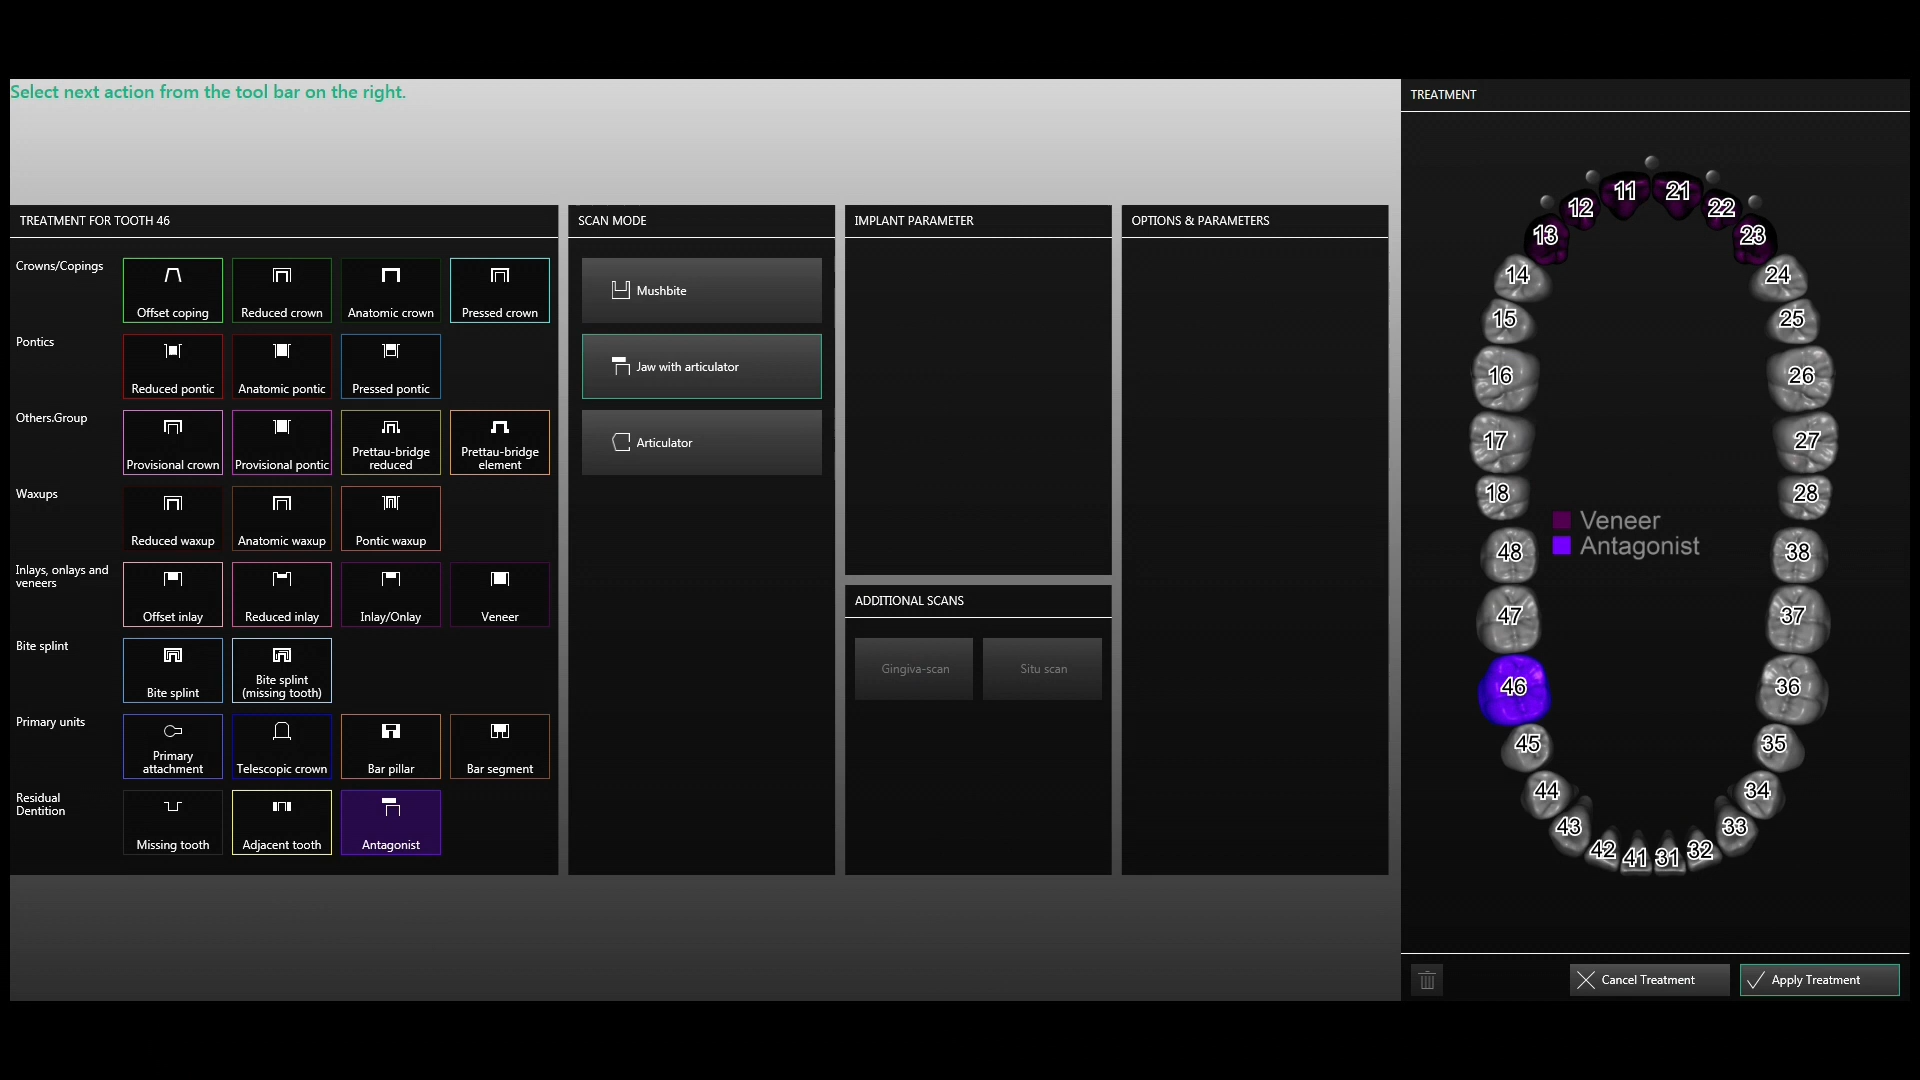 Select next action from the tool bar on the right.
TREATMENT FOR TOOTH 46
Crowns/Copings
Offset coping
Reduced crown
Anatomic crown
Pressed crown
Pontics
Reduced pontic
Anatomic pontic
Pressed pontic
Others.Group
Provisional crown
Provisional pontic
Prettau-bridge
reduced
Prettau-bridge
element
Waxups
Reduced waxup
Anatomic waxup
Pontic waxup
Inlays, onlays and
veneers
Offset inlay
Reduced inlay
Inlay/Onlay
Veneer
Bite splint
Bite splint
Bite splint
(missing tooth)
Primary units
Primary
attachment
Telescopic crown
Bar pillar
Bar segment
Residual
Dentition
Missing tooth
Adjacent tooth
Antagonist
SCAN MODE
Mushbite
Jaw with articulator
Articulator
IMPLANT PARAMETER
ADDITIONAL SCANS
Gingiva-scan
Situ scan
OPTIONS & PARAMETERS
TREATMENT
11
21
12
22
13
23
14
24
15
25
16
26
17
27
18
28
Veneer
Antagonist
48
38
47
37
46
36
45
35
44
34
43
33
42
41
31
32
Cancel Treatment
Apply Treatment